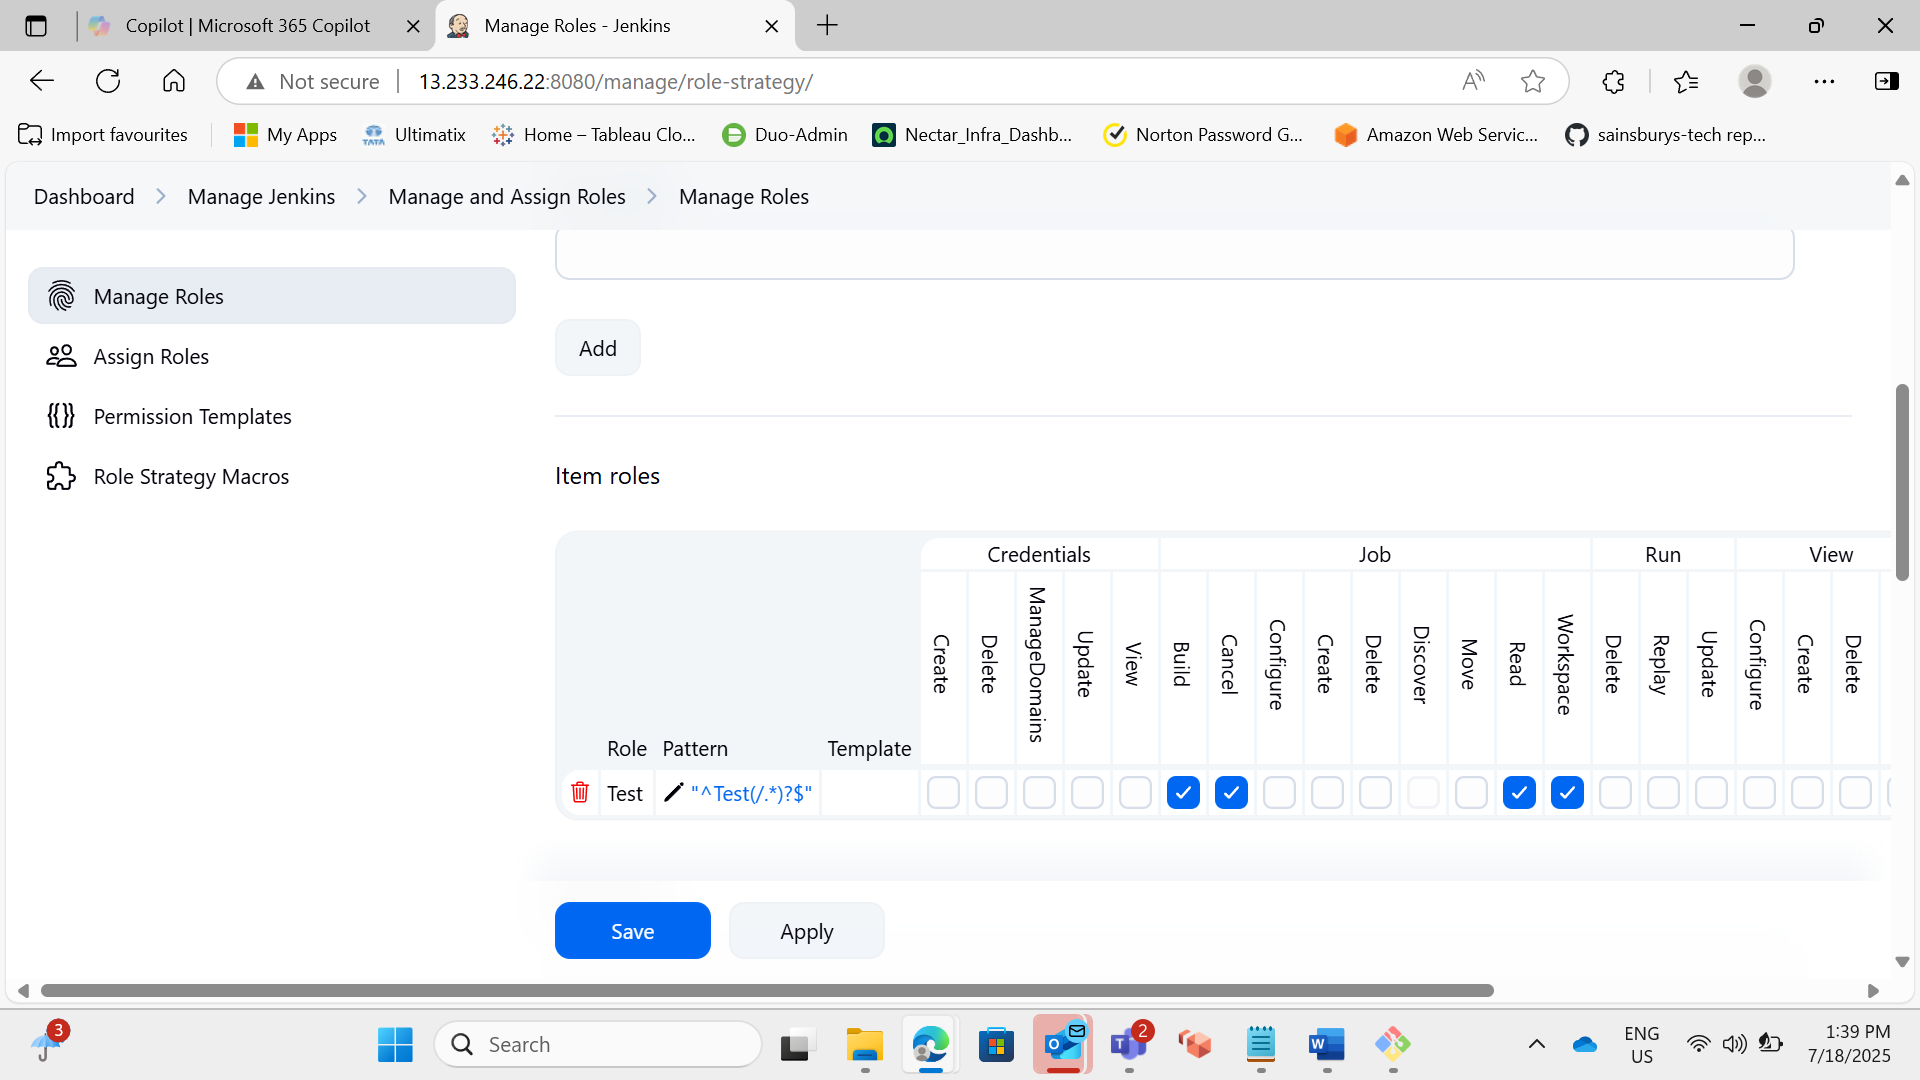 Copilot | Microsoft 365 Copilot
Manage Roles - Jenkins
Not secure
13.233.246.22:8080/manage/role-strategy/
Import favourites
My Apps
TATA
Ultimatix
Home – Tableau Clo...
Duo-Admin
Nectar_Infra_Dashb...
Norton Password G...
Amazon Web Servic...
sainsburys-tech rep...
Dashboard
Manage Jenkins
Manage and Assign Roles
Manage Roles
Manage Roles
Assign Roles
Permission Templates
Role Strategy Macros
Add
Item roles
Credentials
Job
Run
View
Create
Delete
ManageDomains
Update
View
Build
Cancel
Configure
Create
Delete
Discover
Move
Read
Workspace
Delete
Replay
Update
Configure
Create
Delete
Role
Pattern
Template
Test
"^Test(/.*)?$"
Save
Apply
3
Search
2
ENG
US
1:39 PM
7/18/2025